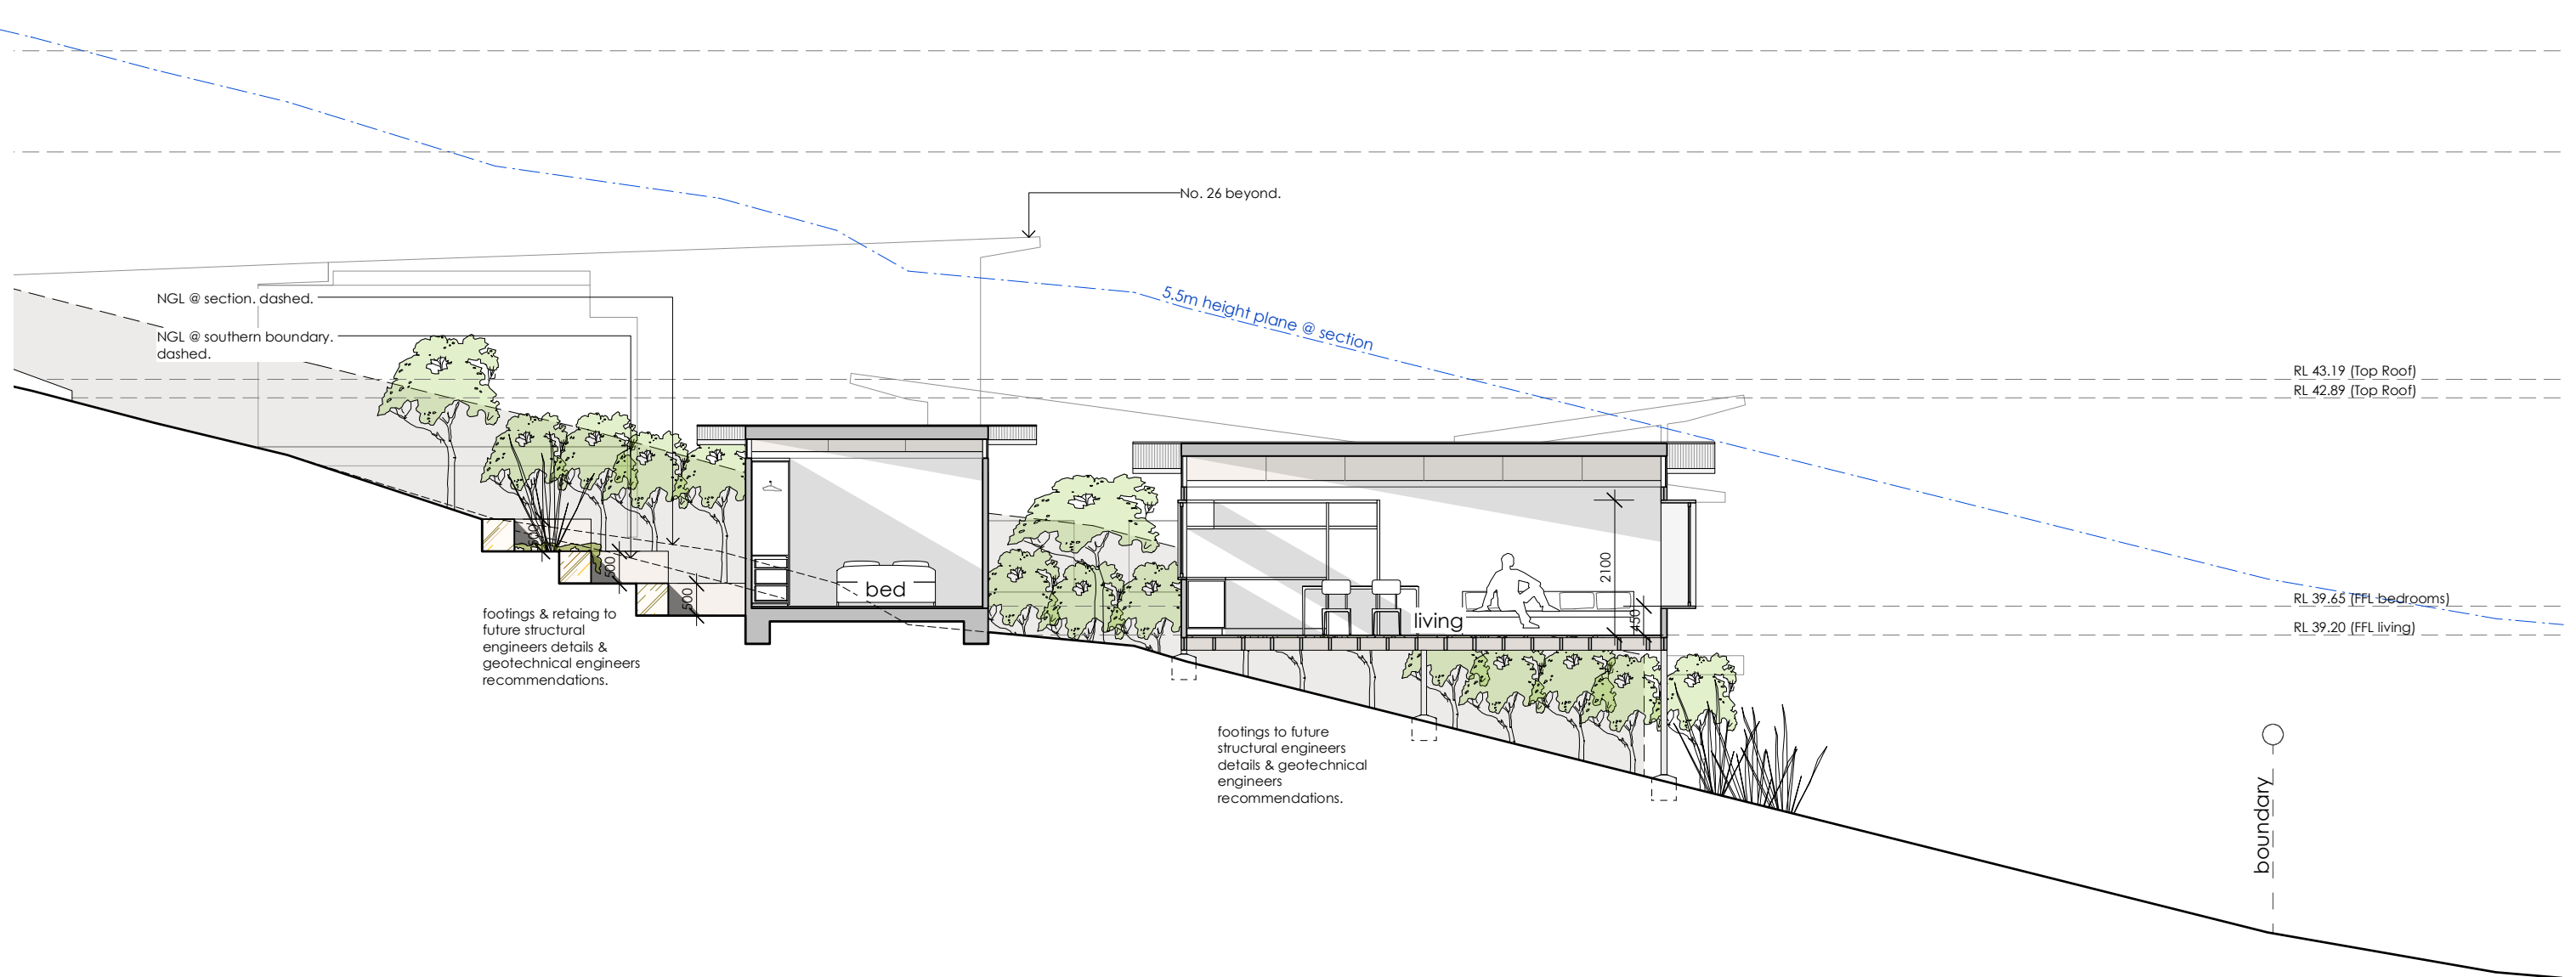 No. 26 beyond.
NGL @ section. dashed.
NGL @ southern boundary.
dashed.
5.5m height plane @ section
RL 43.19 (Top Roof)
RL 42.89 (Top Roof)
500
500
500
bed
footings & retaing to
future structural
engineers details &
geotechnical engineers
recommendations.
2100
450
living
RL 39.65 (FFL bedrooms)
RL 39.20 (FFL living)
footings to future
structural engineers
details & geotechnical
engineers
recommendations.
boundary